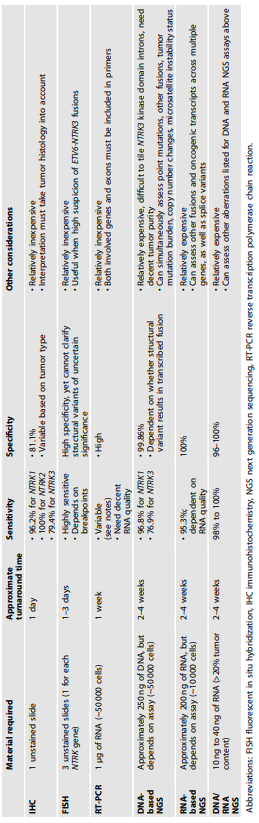 Material required Approximate turnaround time Sensitivity Specificity Other considerations
IHC 1 unstained slide 1 day • 96.2% for NTRK1 • 81.1% • Relatively inexpensive
• 100% for NTRK2 • Variable based on tumor type • Interpretation must take tumor histology into account
• 79.4% for NTRK3
FISH 3 unstained slides (1 for each NTRK gene) 1–3 days • Highly sensitive High specificity, yet cannot clarify • Relatively inexpensive
• Depends on breakpoints structural variants of uncertain significance • Useful when high suspicion of ETV6-NTRK3 fusions
RT-PCR 1 μg of RNA (~50 000 cells) 1 week • Variable (see notes) • High • Relatively inexpensive
• Need decent RNA quality • Both involved genes and exons must be included in primers
DNA-based NGS Approximately 250 ng of DNA, but depends on assay (~50 000 cells) 2–4 weeks • 96.8% for NTRK1 • 99.86% • Relatively expensive, difficult to tile NTRK3 kinase domain introns, need decent tumor purity
• 76.9% for NTRK3 • Dependent on whether structural variant results in transcribed fusion • Can simultaneously assess point mutations, other fusions, tumor mutation burden, copy number changes, microsatellite instability status
RNA-based NGS Approximately 200 ng of RNA, but depends on assay (~10 000 cells) 2–4 weeks • 95.3%; dependent on RNA quality 100% • Relatively expensive
• Can assess other fusions and oncogenic transcripts across multiple genes, as well as splice variants
DNA/RNA NGS 10 ng to 40 ng of RNA (>20% tumor content) 2–4 weeks 98% to 100% 96–100% • Relatively expensive
• Can assess other aberrations listed for DNA and RNA NGS assays above
Abbreviations: FISH fluorescent in situ hybridization, IHC immunohistochemistry, NGS next generation sequencing, RT-PCR reverse transcription polymerase chain reaction.